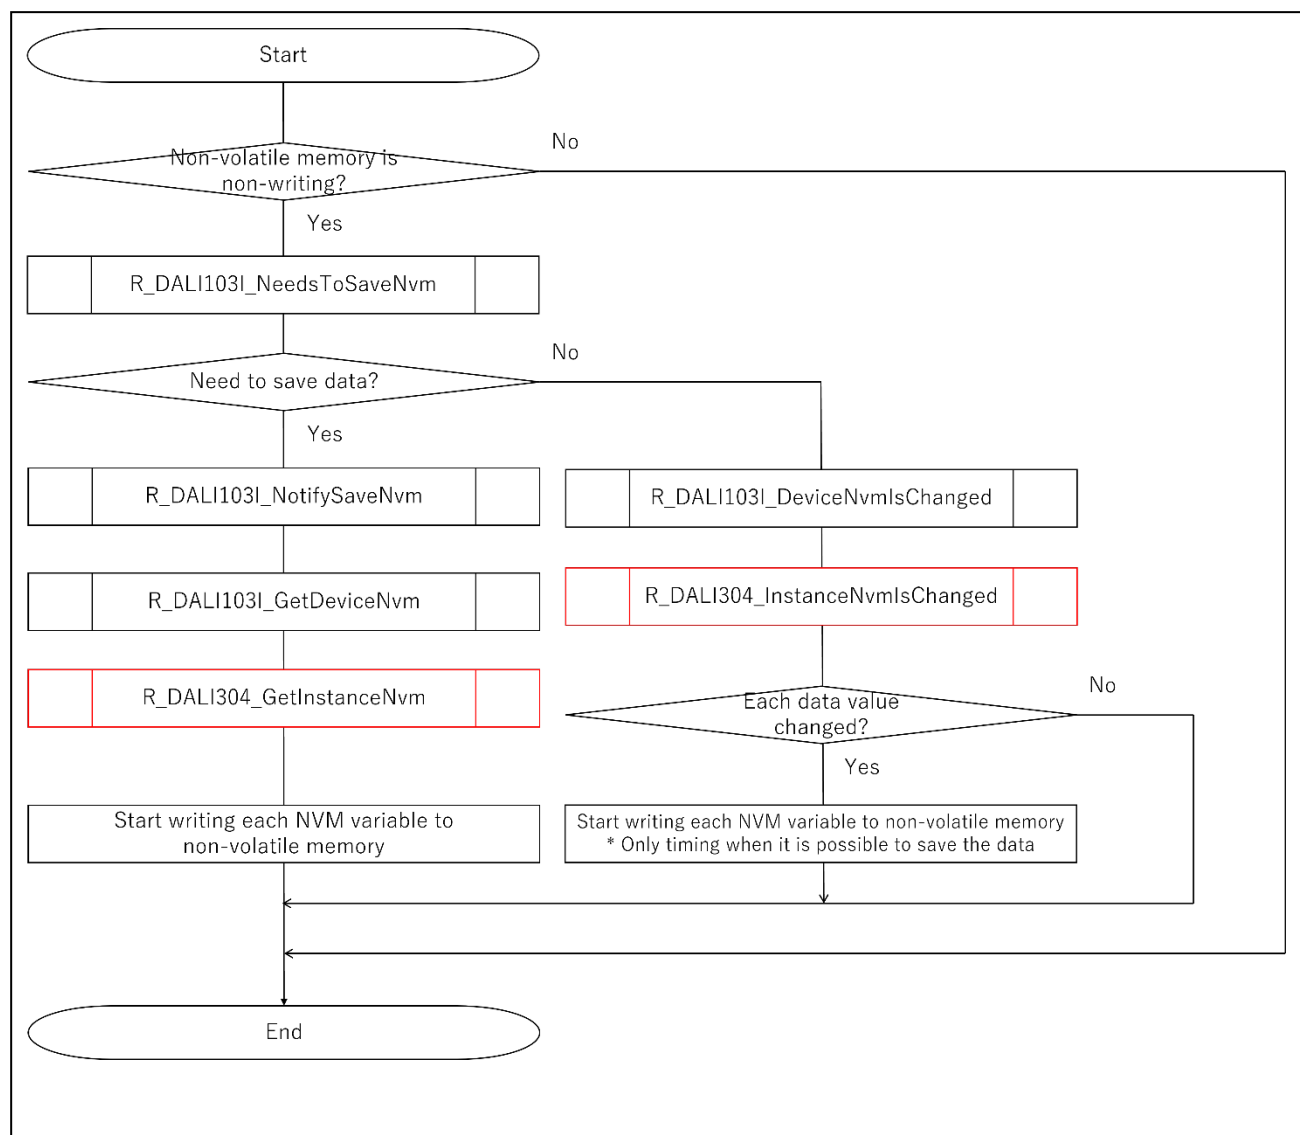 Start
No
Non-volatile memory is
non-writing?
Yes
R_DALI103I_NeedsToSaveNvm
No
Need to save data?
Yes
R_DALI103I_NotifySaveNvm
R_DALI103I_DeviceNvmIsChanged
R_DALI103I_GetDeviceNvm
R_DALI304_InstanceNvmIsChanged
R_DALI304_GetInstanceNvm
No
Each data value
changed?
Yes
Start writing each NVM variable to
non-volatile memory
Start writing each NVM variable to non-volatile memory
* Only timing when it is possible to save the data
End